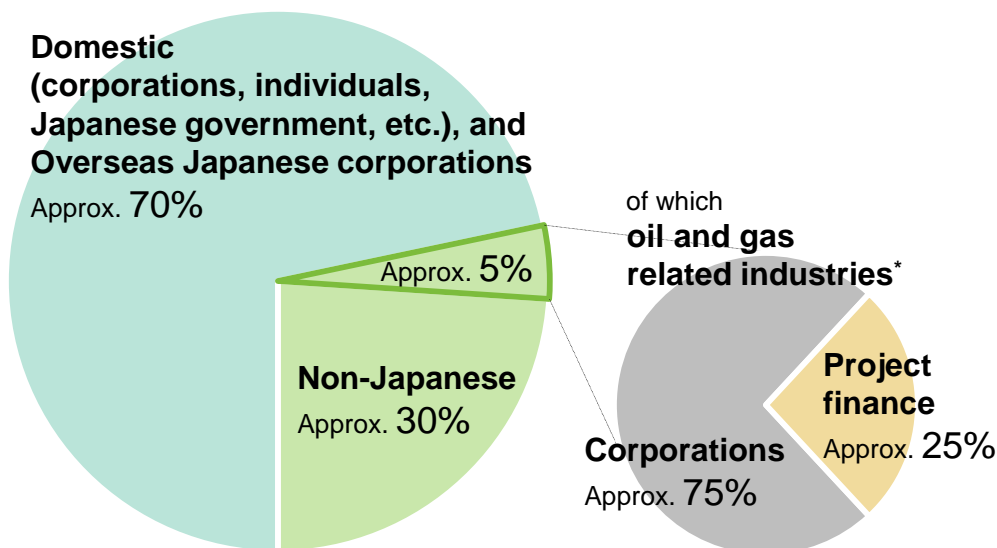 Domestic
(corporations, individuals,
Japanese government, etc.), and
Overseas Japanese corporations
Approx. 70%
Approx. 5%
Non-Japanese
Approx. 30%
of which
oil and gas
related industries*
Project
finance
Approx. 25%
Corporations
Approx. 75%